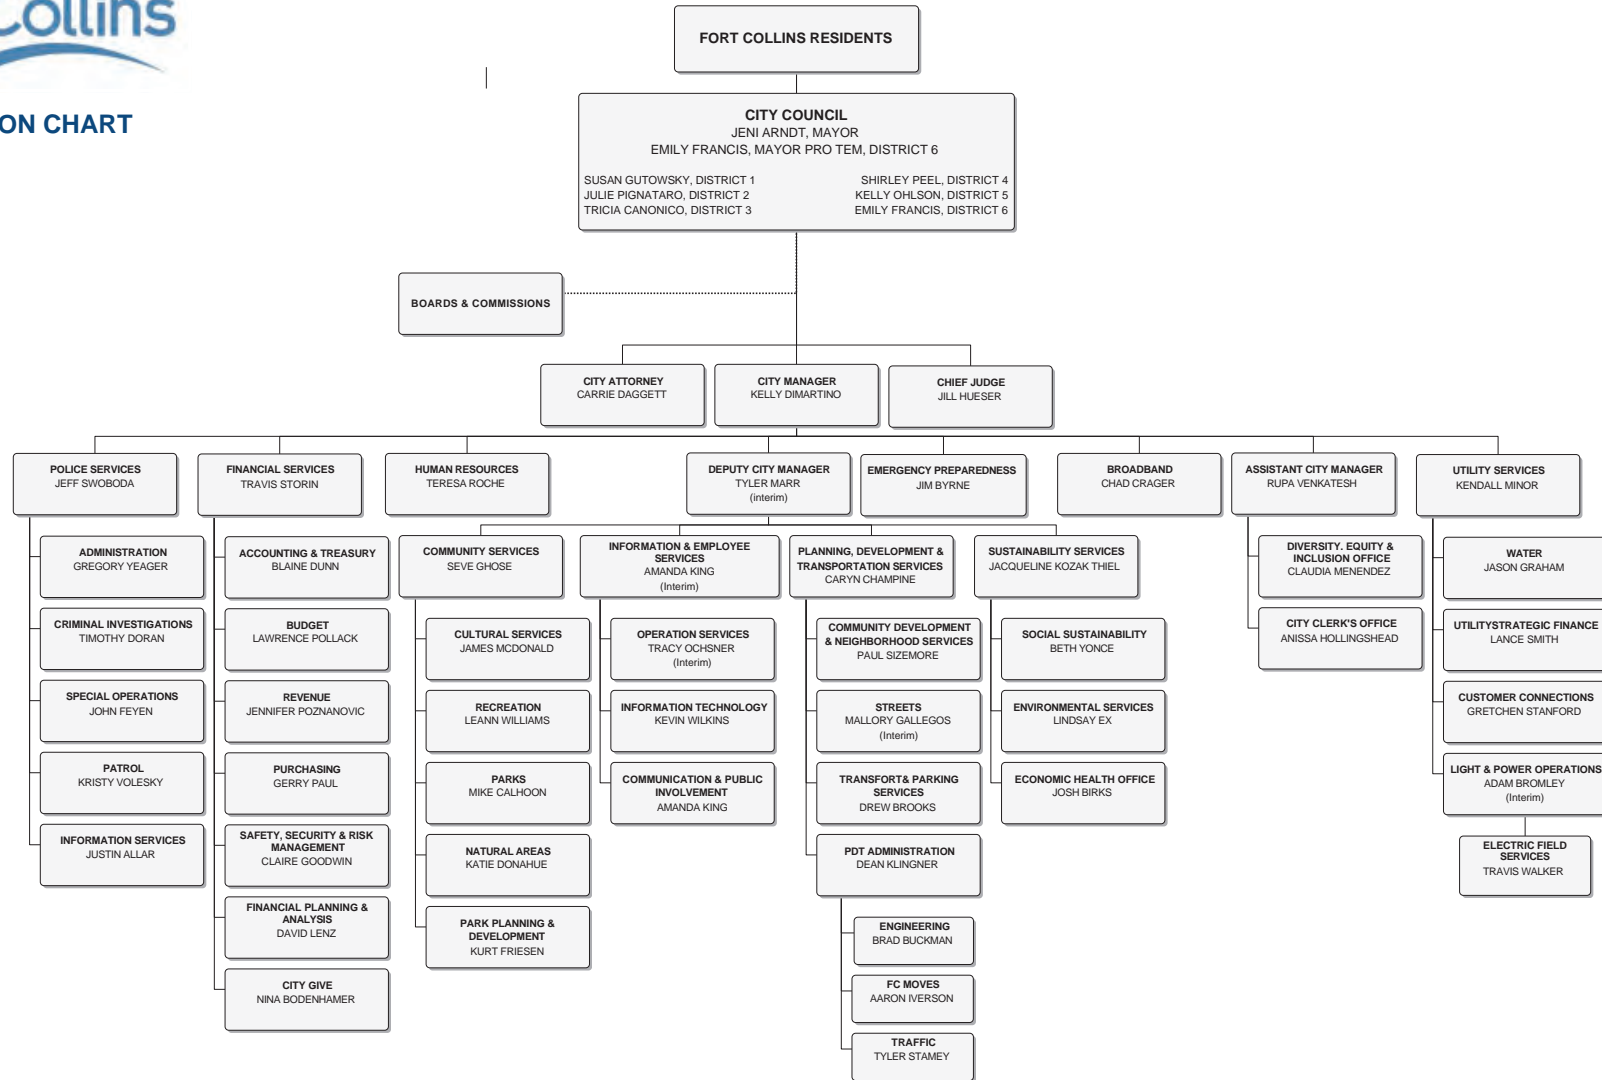 Collins
ON CHART
FORT COLLINS RESIDENTS
CITY COUNCIL
JENI ARNDT, MAYOR
EMILY FRANCIS, MAYOR PRO TEM, DISTRICT 6
SUSAN GUTOWSKY, DISTRICT 1
JULIE PIGNATARO, DISTRICT 2
TRICIA CANONICO, DISTRICT 3
SHIRLEY PEEL, DISTRICT 4
KELLY OHLSON, DISTRICT 5
EMILY FRANCIS, DISTRICT 6
BOARDS & COMMISSIONS
CITY ATTORNEY
CARRIE DAGGETT
CITY MANAGER
KELLY DIMARTINO
CHIEF JUDGE
JILL HUESER
POLICE SERVICES
JEFF SWOBODA
FINANCIAL SERVICES
TRAVIS STORIN
HUMAN RESOURCES
TERESA ROCHE
DEPUTY CITY MANAGER
TYLER MARR
(interim)
EMERGENCY PREPAREDNESS
JIM BYRNE
BROADBAND
CHAD CRAGER
ASSISTANT CITY MANAGER
RUPA VENKATESH
UTILITY SERVICES
KENDALL MINOR
ADMINISTRATION
GREGORY YEAGER
CRIMINAL INVESTIGATIONS
TIMOTHY DORAN
SPECIAL OPERATIONS
JOHN FEYEN
PATROL
KRISTY VOLESKY
INFORMATION SERVICES
JUSTIN ALLAR
ACCOUNTING & TREASURY
BLAINE DUNN
BUDGET
LAWRENCE POLLACK
REVENUE
JENNIFER POZNANOVIC
PURCHASING
GERRY PAUL
SAFETY, SECURITY & RISK
MANAGEMENT
CLAIRE GOODWIN
FINANCIAL PLANNING &
ANALYSIS
DAVID LENZ
CITY GIVE
NINA BODENHAMER
COMMUNITY SERVICES
SEVE GHOSE
CULTURAL SERVICES
JAMES MCDONALD
RECREATION
LEANN WILLIAMS
PARKS
MIKE CALHOON
NATURAL AREAS
KATIE DONAHUE
PARK PLANNING &
DEVELOPMENT
KURT FRIESEN
INFORMATION & EMPLOYEE
SERVICES
AMANDA KING
(Interim)
OPERATION SERVICES
TRACY OCHSNER
(Interim)
INFORMATION TECHNOLOGY
KEVIN WILKINS
COMMUNICATION & PUBLIC
INVOLVEMENT
AMANDA KING
PLANNING, DEVELOPMENT &
TRANSPORTATION SERVICES
CARYN CHAMPINE
COMMUNITY DEVELOPMENT
& NEIGHBORHOOD SERVICES
PAUL SIZEMORE
STREETS
MALLORY GALLEGOS
(Interim)
TRANSFORT& PARKING
SERVICES
DREW BROOKS
PDT ADMINISTRATION
DEAN KLINGNER
ENGINEERING
BRAD BUCKMAN
FC MOVES
AARON IVERSON
TRAFFIC
TYLER STAMEY
SUSTAINABILITY SERVICES
JACQUELINE KOZAK THIEL
SOCIAL SUSTAINABILITY
BETH YONCE
ENVIRONMENTAL SERVICES
LINDSAY EX
ECONOMIC HEALTH OFFICE
JOSH BIRKS
DIVERSITY. EQUITY &
INCLUSION OFFICE
CLAUDIA MENENDEZ
CITY CLERK'S OFFICE
ANISSA HOLLINGSHEAD
WATER
JASON GRAHAM
UTILITYSTRATEGIC FINANCE
LANCE SMITH
CUSTOMER CONNECTIONS
GRETCHEN STANFORD
LIGHT & POWER OPERATIONS
ADAM BROMLEY
(Interim)
ELECTRIC FIELD
SERVICES
TRAVIS WALKER